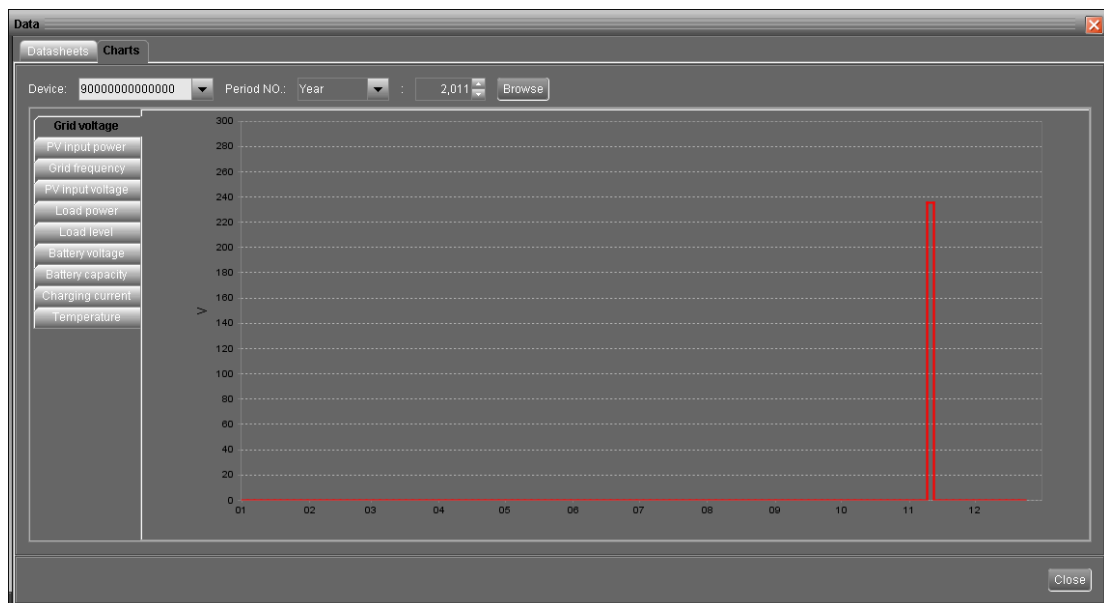 Data
Datasheets Charts
Device: 90000000000000 Period NO.: Year : 2,011 Browse
Grid voltage
PV input power
Grid frequency
PV input voltage
Load power
Load level
Battery voltage
Battery capacity
Charging current
Temperature
V
300
280
260
240
220
200
180
160
140
120
100
80
60
40
20
0
01 02 03 04 05 06 07 08 09 10 11 12
Close